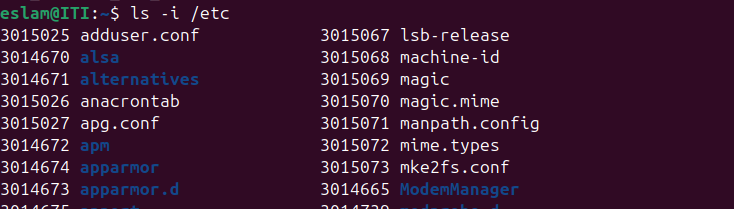 eslam@ITI:~$ ls -i /etc
3015025 adduser.conf 3015067 lsb-release
3014670 alsa 3015068 machine-id
3014671 alternatives 3015069 magic
3015026 anacrontab 3015070 magic.mime
3015027 apg.conf 3015071 manpath.config
3014672 apm 3015072 mime.types
3014674 apparmor 3015073 mke2fs.conf
3014673 apparmor.d 3014665 ModemManager